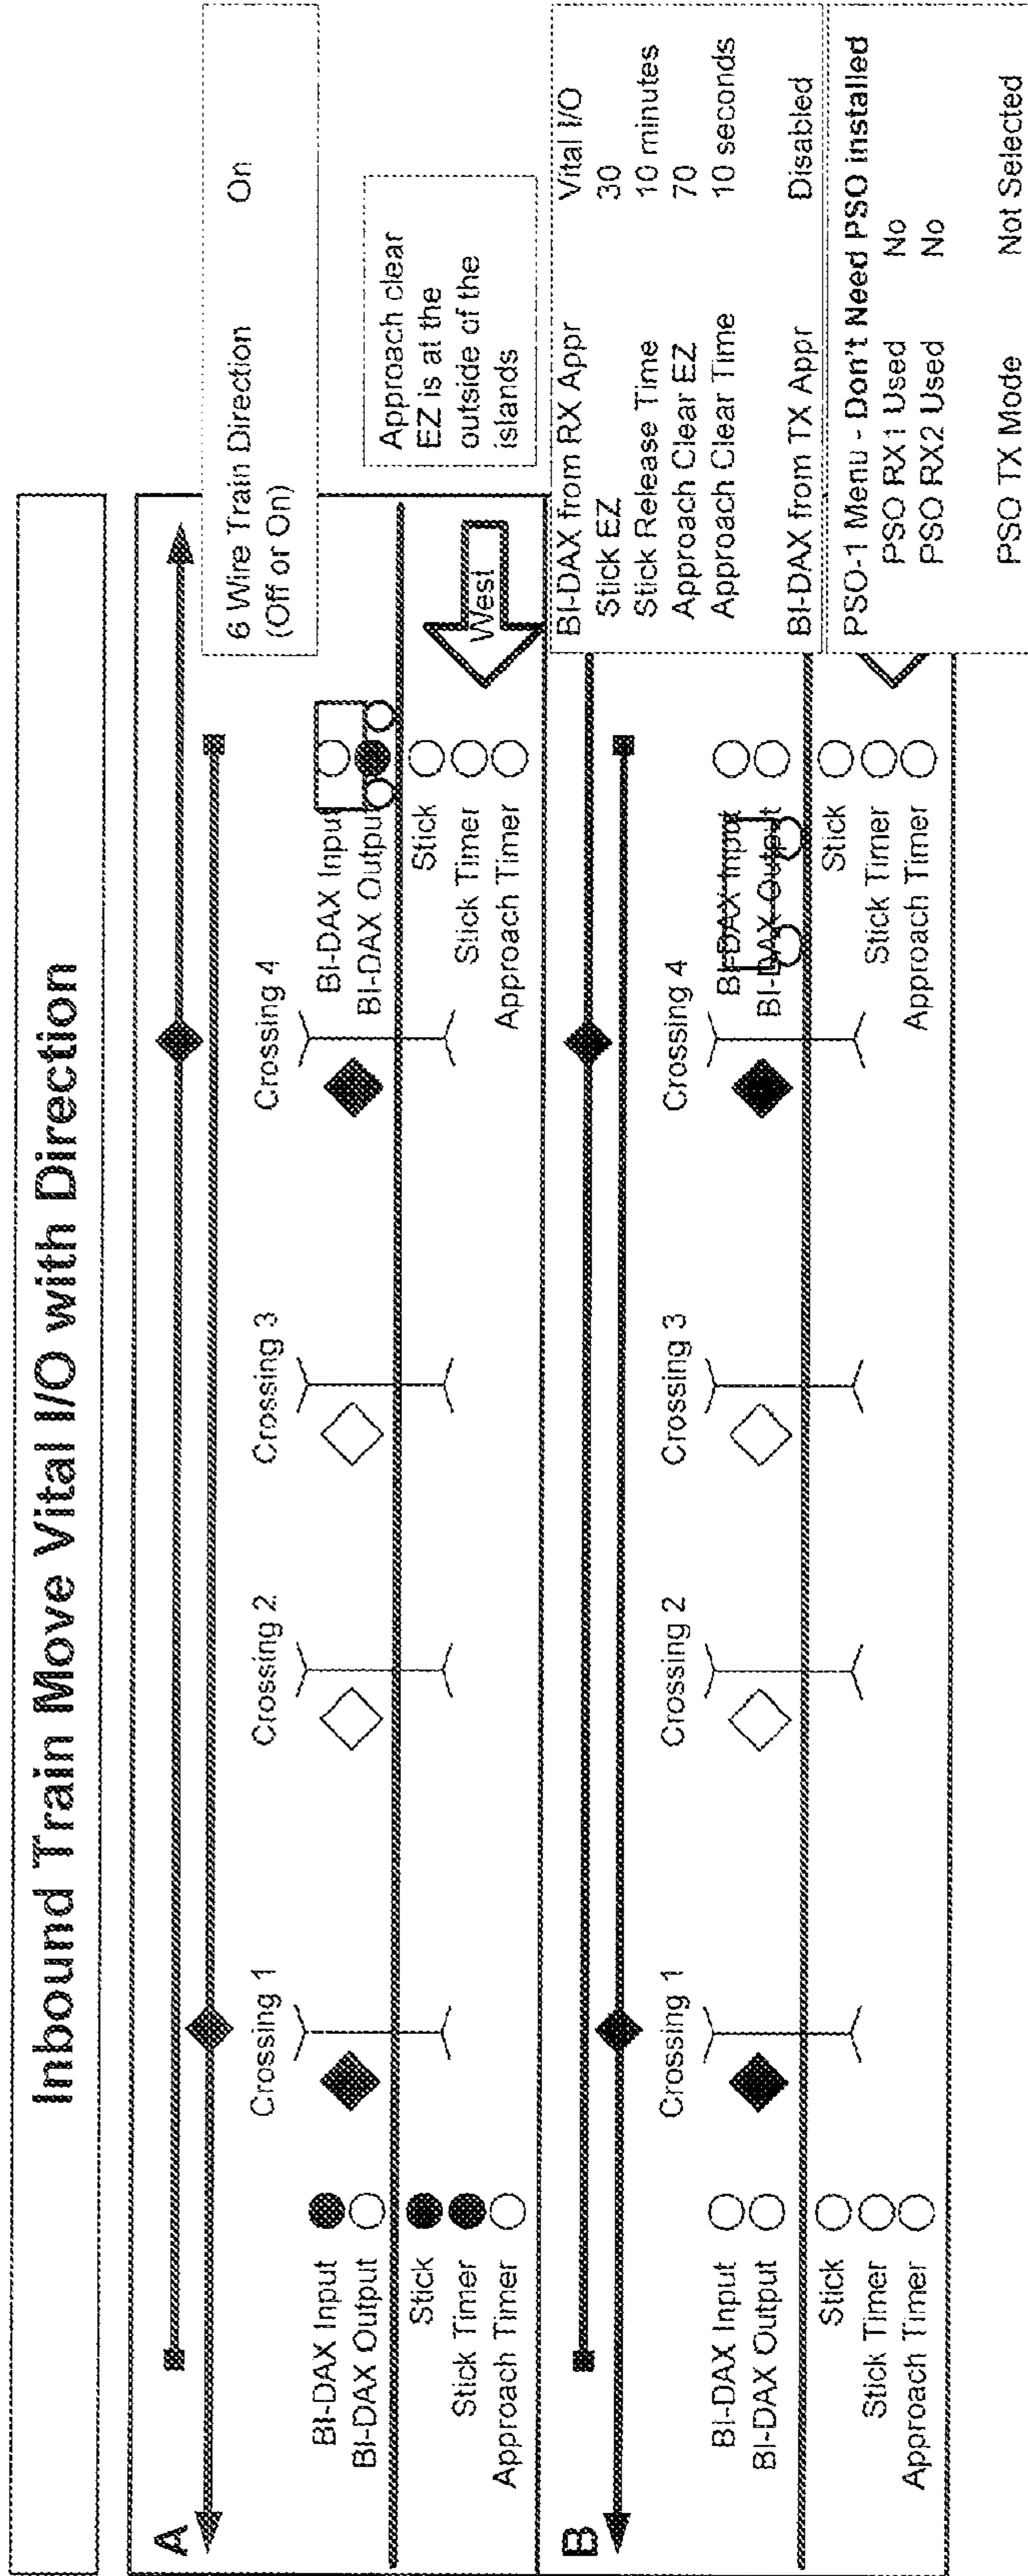 Inbound Train Move Vital I/O with Direction
A
6 Wire Train Direction On
(Off or On)
Crossing 1
Crossing 2
Crossing 3
Crossing 4
BI-DAX Input
BI-DAX Output
Stick
Stick Timer
Approach Timer
BI-DAX Input
BI-DAX Output
Stick
Stick Timer
Approach Timer
Approach clear
EZ is at the
outside of the
islands
West
B
Crossing 1
Crossing 2
Crossing 3
Crossing 4
BI-DAX Input
BI-DAX Output
Stick
Stick Timer
Approach Timer
BI-DAX Input
BI-DAX Output
Stick
Stick Timer
Approach Timer
BI-DAX from RX Appr Vital I/O
Stick EZ 30
Stick Release Time 10 minutes
Approach Clear EZ 70
Approach Clear Time 10 seconds
BI-DAX from TX Appr Disabled
PSO-1 Menu - Don't Need PSO installed
PSO RX1 Used No
PSO RX2 Used No
PSO TX Mode Not Selected